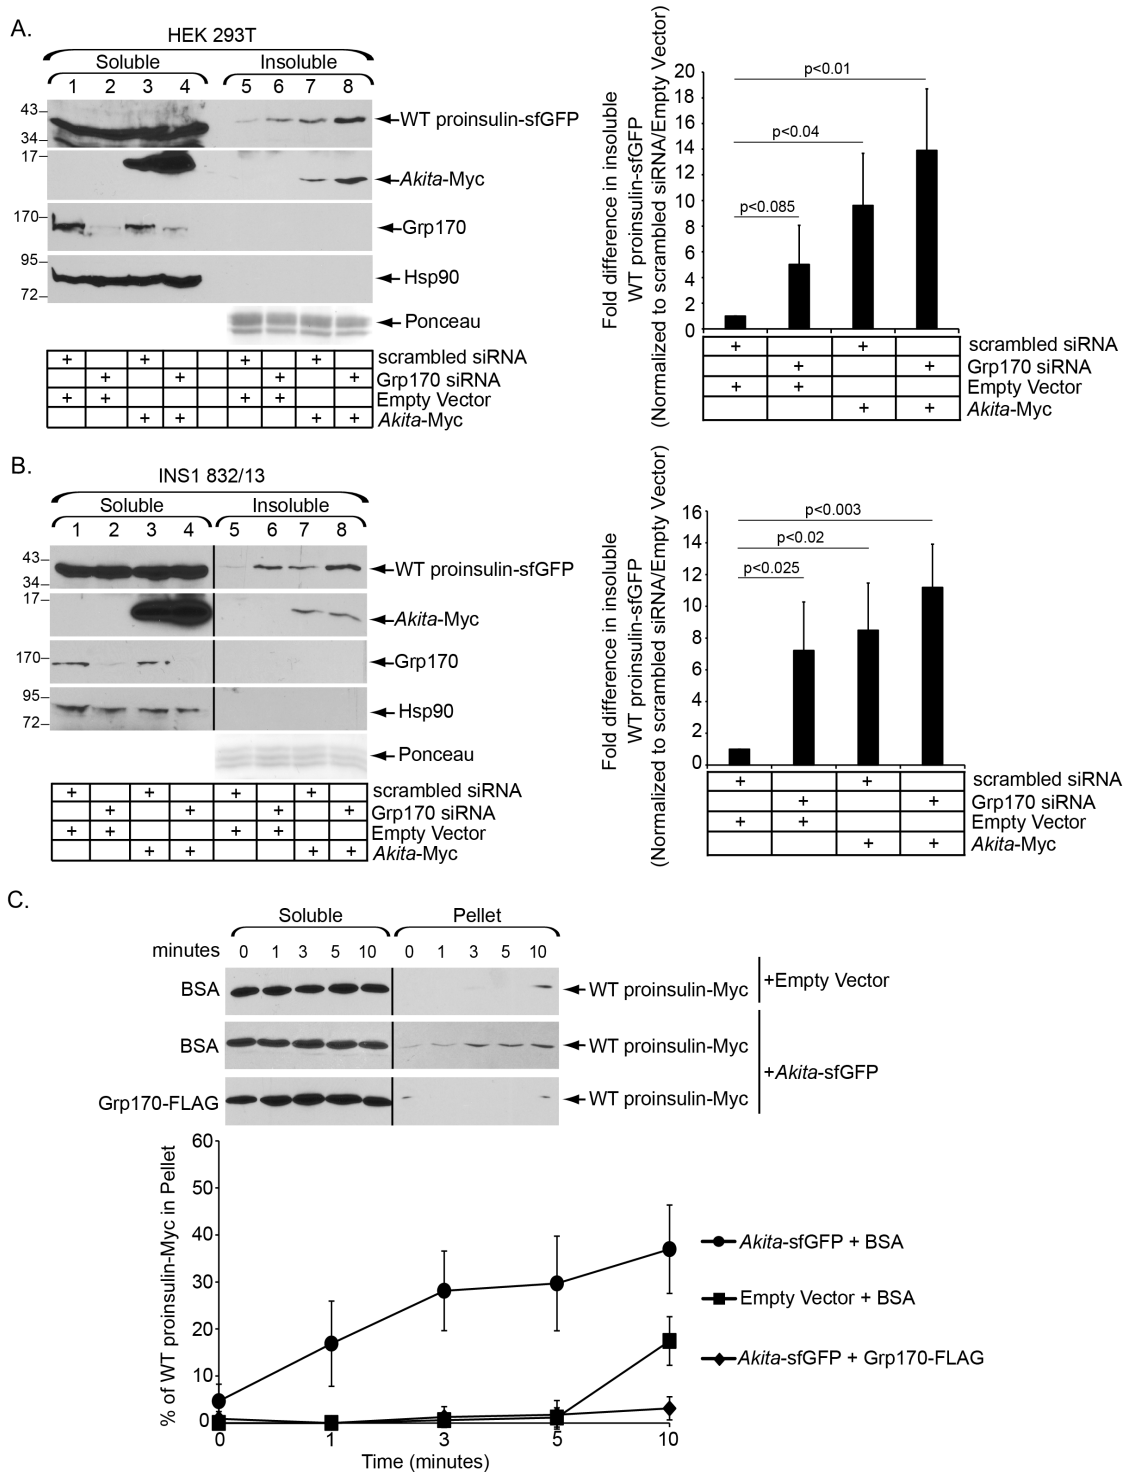 A.
HEK 293T
Soluble Insoluble
1 2 3 4 5 6 7 8
43
34
WT proinsulin-sfGFP
17
Akita-Myc
170
Grp170
95
72
Hsp90
Ponceau
+ + + + scrambled siRNA
+ + + + Grp170 siRNA
+ + + + Empty Vector
+ + + + Akita-Myc
Fold difference in insoluble
WT proinsulin-sfGFP
(Normalized to scrambled siRNA/Empty Vector)
20
18
16
14
12
10
8
6
4
2
0
p<0.01
p<0.04
p<0.085
+ + scrambled siRNA
+ + Grp170 siRNA
+ + Empty Vector
+ + Akita-Myc
B.
INS1 832/13
Soluble Insoluble
1 2 3 4 5 6 7 8
43
34
WT proinsulin-sfGFP
17
Akita-Myc
170
Grp170
95
72
Hsp90
Ponceau
+ + + + scrambled siRNA
+ + + + Grp170 siRNA
+ + + + Empty Vector
+ + + + Akita-Myc
Fold difference in insoluble
WT proinsulin-sfGFP
(Normalized to scrambled siRNA/Empty Vector)
16
14
12
10
8
6
4
2
0
p<0.003
p<0.02
p<0.025
+ + scrambled siRNA
+ + Grp170 siRNA
+ + Empty Vector
+ + Akita-Myc
C.
Soluble Pellet
minutes 0 1 3 5 10 0 1 3 5 10
BSA WT proinsulin-Myc +Empty Vector
BSA WT proinsulin-Myc
+Akita-sfGFP
Grp170-FLAG WT proinsulin-Myc
% of WT proinsulin-Myc in Pellet
60
50
40
30
20
10
0
0 1 3 5 10
Time (minutes)
Akita-sfGFP + BSA
Empty Vector + BSA
Akita-sfGFP + Grp170-FLAG